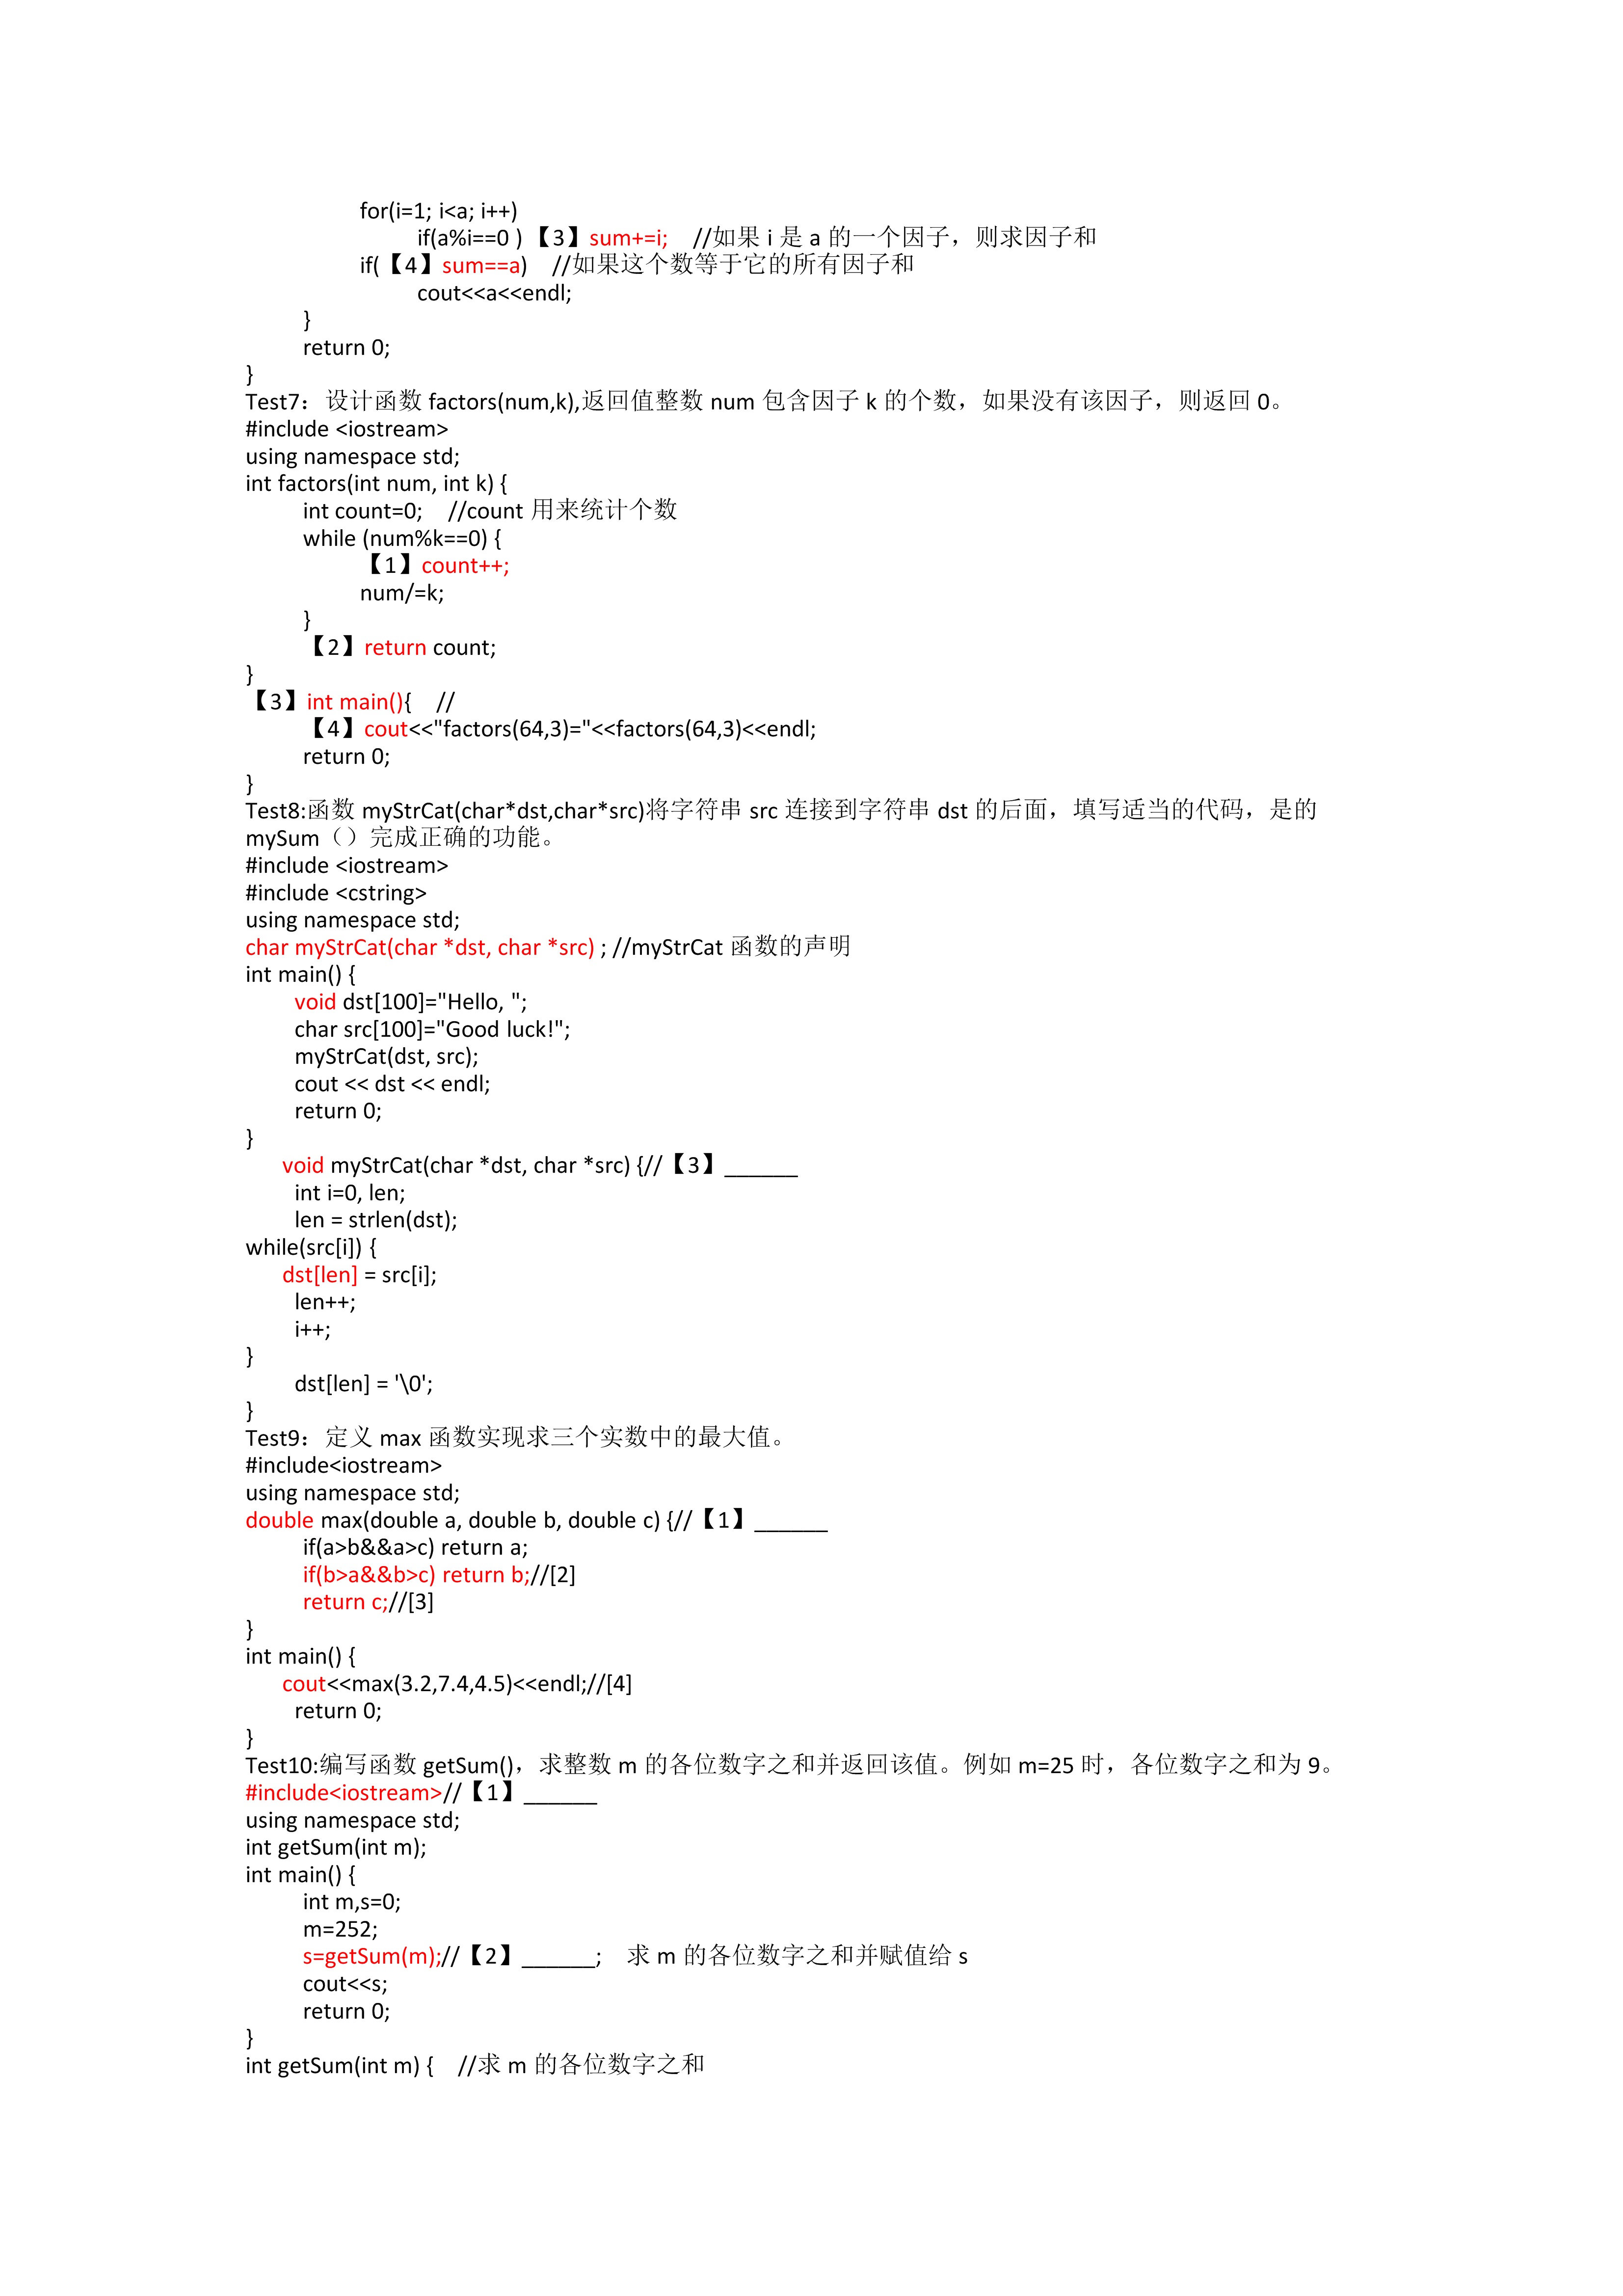 for(i=1; i<a; i++)
if(a%i==0 )【3】sum+=i; //如果 i 是 a 的一个因子，则求因子和
if(【4】sum==a) //如果这个数等于它的所有因子和
cout<<a<<endl;
}
return 0;
}
Test7：设计函数 factors(num,k),返回值整数 num 包含因子 k 的个数，如果没有该因子，则返回 0。
#include <iostream>
using namespace std;
int factors(int num, int k) {
int count=0; //count 用来统计个数
while (num%k==0) {
【1】count++;
num/=k;
}
【2】return count;
}
【3】int main(){ //
【4】cout<<"factors(64,3)="<<factors(64,3)<<endl;
return 0;
}
Test8:函数 myStrCat(char*dst,char*src)将字符串 src 连接到字符串 dst 的后面，填写适当的代码，是的
mySum（）完成正确的功能。
#include <iostream>
#include <cstring>
using namespace std;
char myStrCat(char *dst, char *src) ; //myStrCat 函数的声明
int main() {
void dst[100]="Hello, ";
char src[100]="Good luck!";
myStrCat(dst, src);
cout << dst << endl;
return 0;
}
void myStrCat(char *dst, char *src) {//【3】______
int i=0, len;
len = strlen(dst);
while(src[i]) {
dst[len] = src[i];
len++;
i++;
}
dst[len] = '\0';
}
Test9：定义 max 函数实现求三个实数中的最大值。
#include<iostream>
using namespace std;
double max(double a, double b, double c) {//【1】______
if(a>b&&a>c) return a;
if(b>a&&b>c) return b;//[2]
return c;//[3]
}
int main() {
cout<<max(3.2,7.4,4.5)<<endl;//[4]
return 0;
}
Test10:编写函数 getSum()，求整数 m 的各位数字之和并返回该值。例如 m=25 时，各位数字之和为 9。
#include<iostream>//【1】______
using namespace std;
int getSum(int m);
int main() {
int m,s=0;
m=252;
s=getSum(m);//【2】______; 求 m 的各位数字之和并赋值给 s
cout<<s;
return 0;
}
int getSum(int m) { //求 m 的各位数字之和